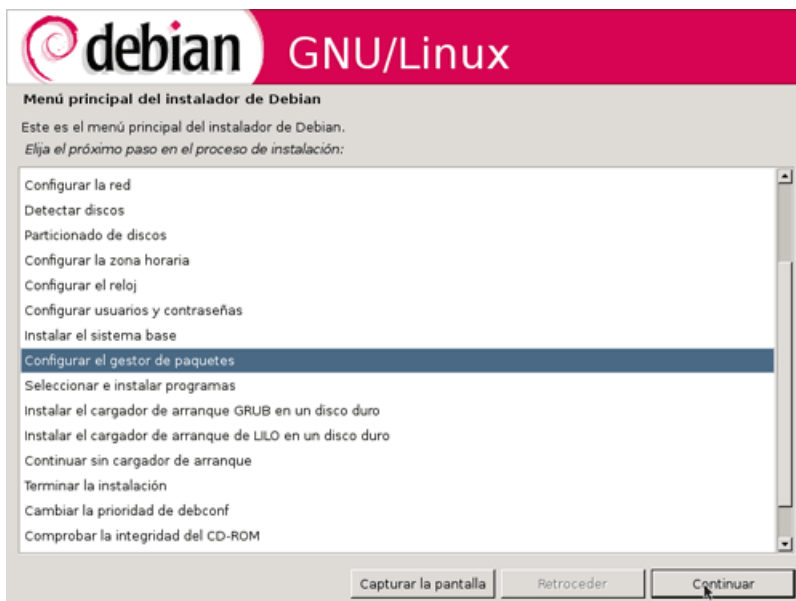 debian GNU/Linux
Menú principal del instalador de Debian
Este es el menú principal del instalador de Debian.
Elija el próximo paso en el proceso de instalación:
Configurar la red
Detectar discos
Particionado de discos
Configurar la zona horaria
Configurar el reloj
Configurar usuarios y contraseñas
Instalar el sistema base
Configurar el gestor de paquetes
Seleccionar e instalar programas
Instalar el cargador de arranque GRUB en un disco duro
Instalar el cargador de arranque de LILO en un disco duro
Continuar sin cargador de arranque
Terminar la instalación
Cambiar la prioridad de debconf
Comprobar la integridad del CD-ROM
Capturar la pantalla Retroceder Continuar